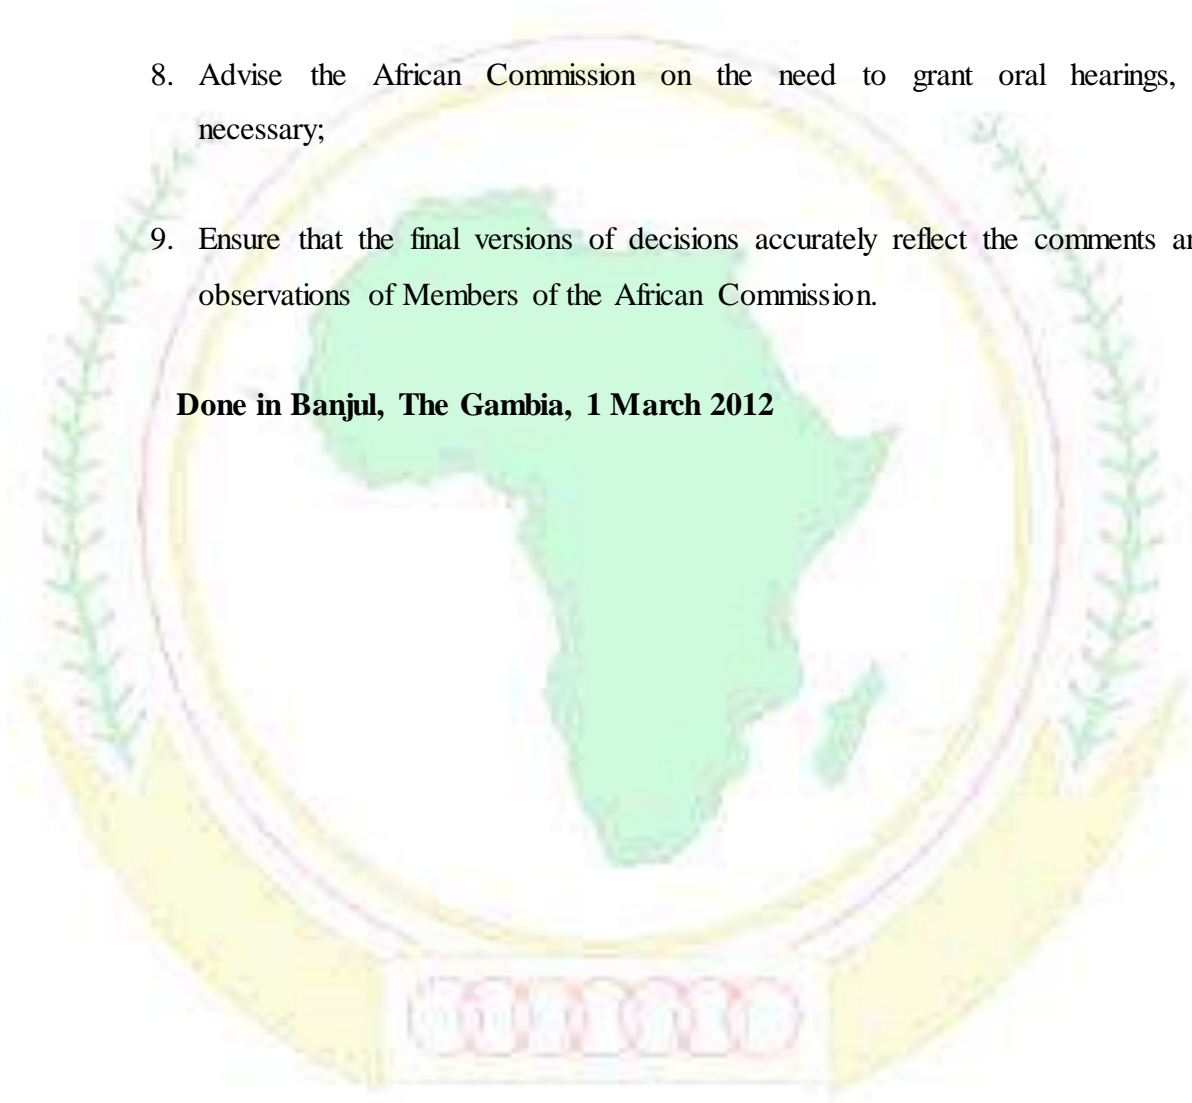 8. Advise the African Commission on the need to grant oral hearings,
necessary;
9. Ensure that the final versions of decisions accurately reflect the comments
observations of Members of the African Commission.
Done in Banjul, The Gambia, 1 March 2012